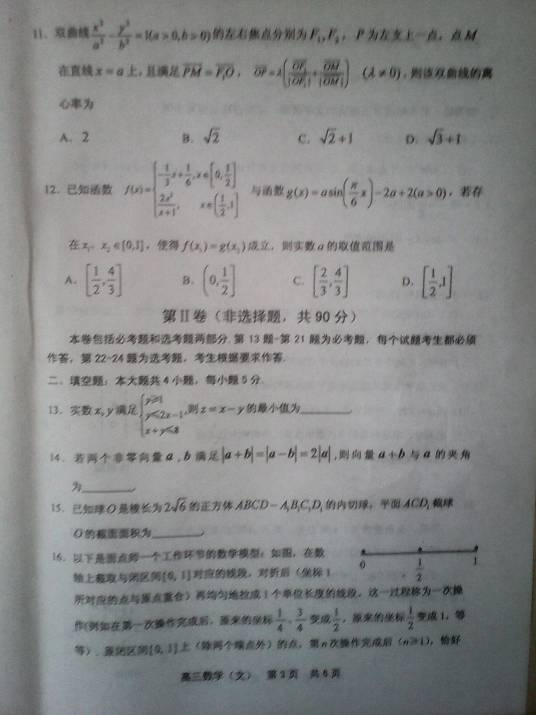 11. 双曲线 x²/a² - y²/b² = 1(a>0,b>0) 的左右焦点分别为 F₁,F₂， P 为左支上一点，点 M
在直线 x = a 上，且满足 PM = F₁O， OP = λ( OF₁/|OF₁| + OM/|OM| ) (λ≠0)，则该双曲线的离
心率为
A. 2 B. √2 C. √2+1 D. √3+1
12. 已知函数 f(x)= { -1/3 x + 1/6, x∈[0, 1/2] ; 2x³/(x+1), x∈(1/2, 1] 与函数 g(x) = a sin(π/6 x) - 2a + 2(a>0)，若存
在 x₁、x₂ ∈[0,1]，使得 f(x₁)=g(x₂) 成立，则实数 a 的取值范围是
A. [1/2, 4/3] B. (0, 1/2] C. [2/3, 4/3] D. [1/2, 1]
第Ⅱ卷（非选择题，共 90 分）
本卷包括必考题和选考题两部分. 第 13 题-第 21 题为必考题，每个试题考生都必须
作答，第 22-24 题为选考题，考生根据要求作答.
二、填空题：本大题共 4 小题，每小题 5 分.
13. 实数 x,y 满足 { y≥1 ; y≤2x-1 ; x+y≤8 ,则 z = x - y 的最小值为________.
14. 若两个非零向量 a,b 满足 |a+b|=|a-b|=2|a| ,则向量 a+b 与 a 的夹角
为________.
15. 已知球 O 是棱长为 2√6 的正方体 ABCD - A₁B₁C₁D₁ 的内切球，平面 ACD₁ 截球
O 的截面面积为________.
16. 以下是面点师一个工作环节的数学模型：如图，在数
0 1/2 1
轴上截取与闭区间[0, 1]对应的线段，对折后（坐标 1
所对应的点与原点重合）再均匀地拉成 1 个单位长度的线段，这一过程称为一次操
作(例如在第一次操作完成后，原来的坐标 1/4、3/4 变成 1/2，原来的坐标 1/2 变成 1，等
等)．原闭区间[0, 1]上（除两个端点外）的点，第 n 次操作完成后（n≥1），恰好
高三数学（文） 第 3 页 共 6 页